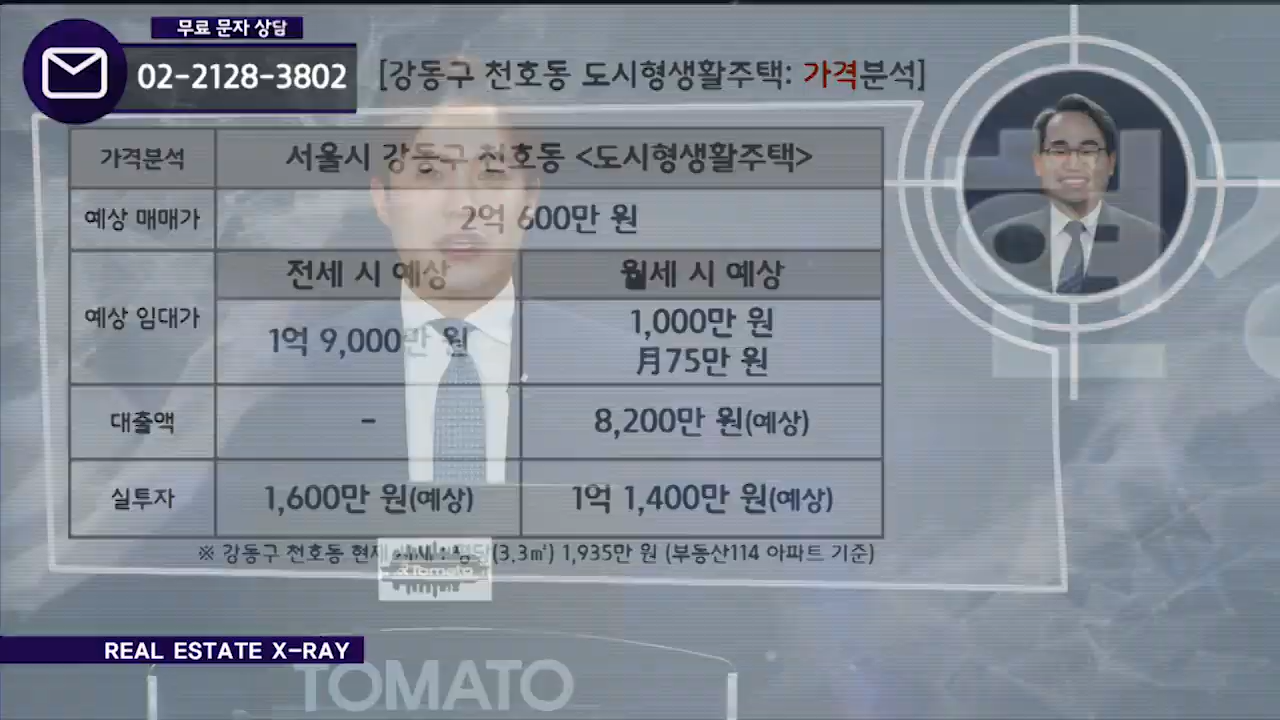 무료 문자 상담
02-2128-3802
[강동구 천호동 도시형생활주택: 가격분석]
가격분석
서울시 강동구 천호동 <도시형생활주택>
예상 매매가
2억 600만 원
예상 임대가
전세 시 예상
월세 시 예상
1억 9,000만 원
1,000만 원
月75만 원
대출액
-
8,200만 원(예상)
실투자
1,600만 원(예상)
1억 1,400만 원(예상)
※ 강동구 천호동 현재 (3.3㎡) 1,935만 원 (부동산114 아파트 기준)
Tomato
REAL ESTATE X-RAY
TOMATO